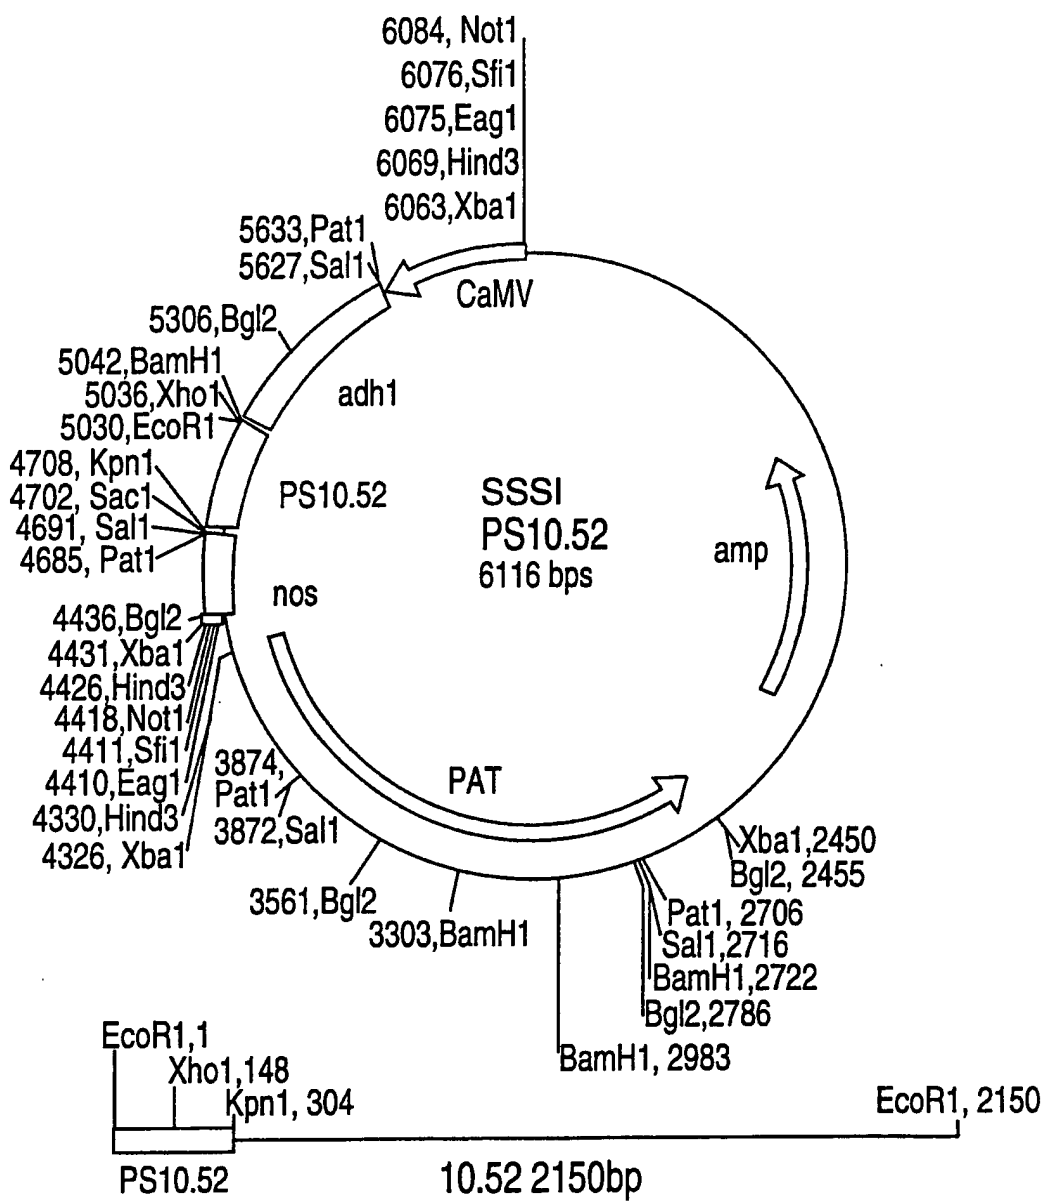 6084, Not1
6076,Sfi1
6075,Eag1
6069,Hind3
6063,Xba1
5633,Pat1
5627,Sal1
CaMV
5306,Bgl2
5042,BamH1
5036,Xho1
5030,EcoR1
adh1
4708, Kpn1
4702, Sac1
4691, Sal1
4685, Pat1
PS10.52
SSSI
PS10.52
6116 bps
amp
nos
4436,Bgl2
4431,Xba1
4426,Hind3
4418,Not1
4411,Sfi1
4410,Eag1
4330,Hind3
4326, Xba1
3874,
Pat1
3872,Sal1
PAT
3561,Bgl2
3303,BamH1
Xba1,2450
Bgl2, 2455
Pat1, 2706
Sal1,2716
BamH1,2722
Bgl2,2786
BamH1, 2983
EcoR1,1
Xho1,148
Kpn1, 304
EcoR1, 2150
PS10.52
10.52 2150bp